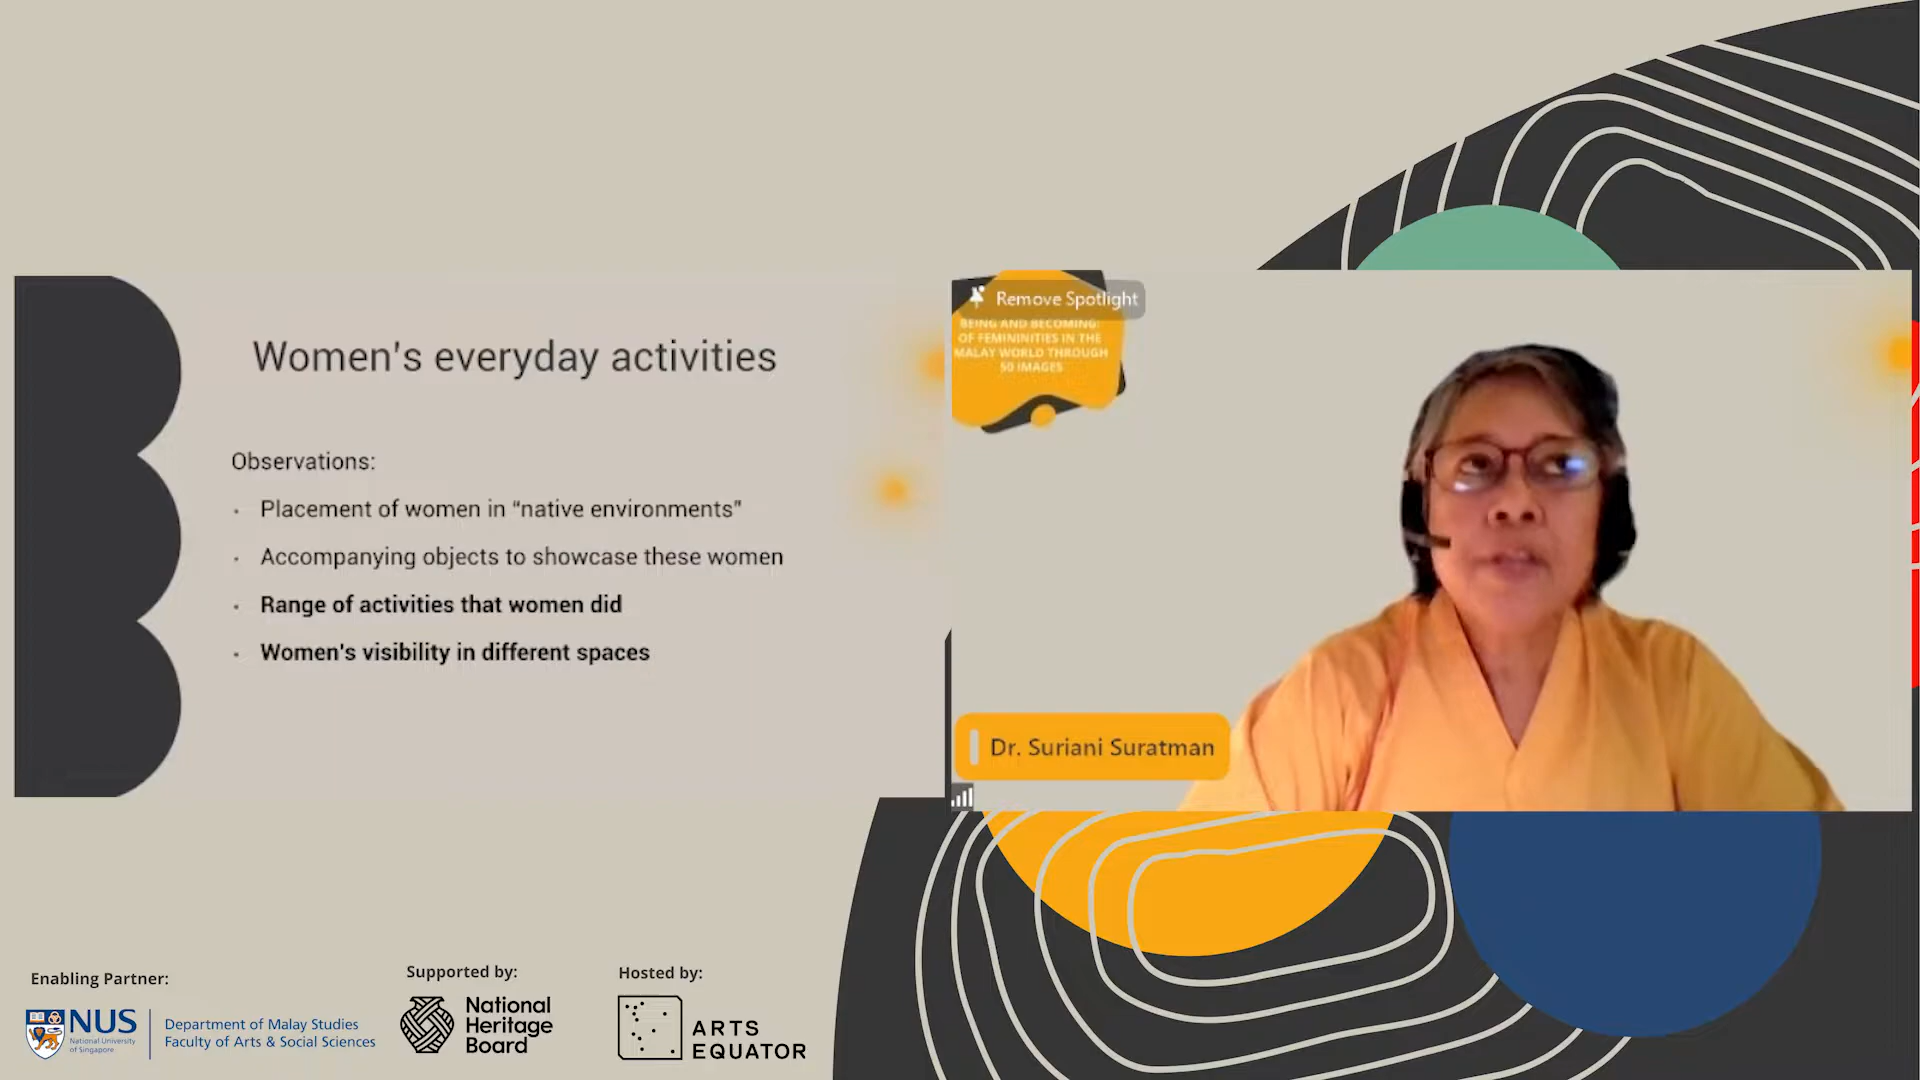 Women's everyday activities
Observations:
· Placement of women in “native environments”
· Accompanying objects to showcase these women
· Range of activities that women did
· Women's visibility in different spaces
Remove Spotlight
BEING AND BECOMING:
OF FEMININITIES IN THE
MALAY WORLD THROUGH
50 IMAGES
Dr. Suriani Suratman
Enabling Partner:
NUS
National University
of Singapore
Department of Malay Studies
Faculty of Arts & Social Sciences
Supported by:
National
Heritage
Board
Hosted by:
ARTS
EQUATOR